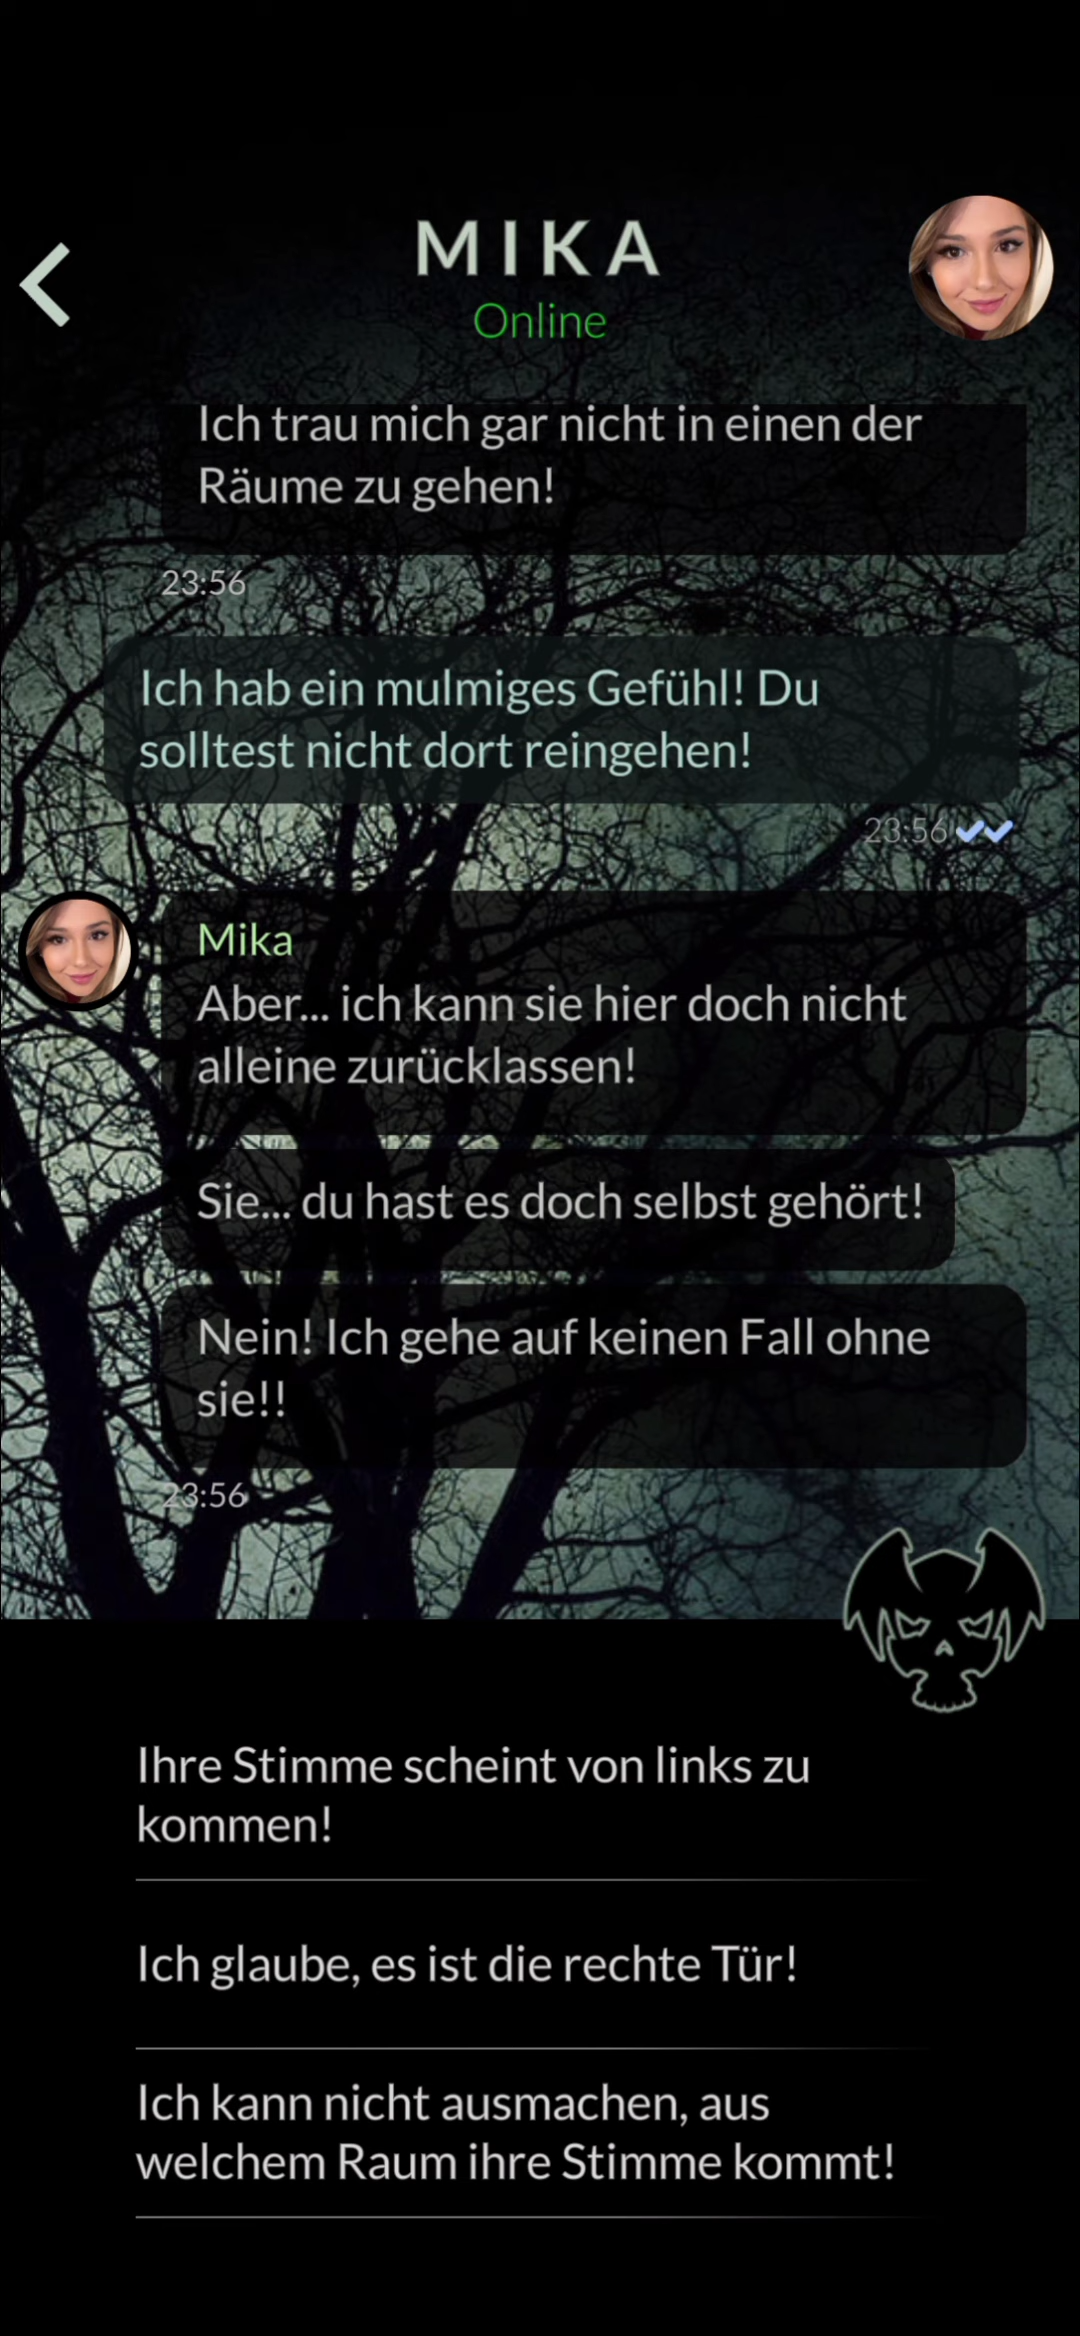 MIKA
Online
Ich trau mich gar nicht in einen der
Räume zu gehen!
23:56
Ich hab ein mulmiges Gefühl! Du
solltest nicht dort reingehen!
23:56
Mika
Aber... ich kann sie hier doch nicht
alleine zurücklassen!
Sie... du hast es doch selbst gehört!
Nein! Ich gehe auf keinen Fall ohne
sie!!
23:56
Ihre Stimme scheint von links zu
kommen!
Ich glaube, es ist die rechte Tür!
Ich kann nicht ausmachen, aus
welchem Raum ihre Stimme kommt!